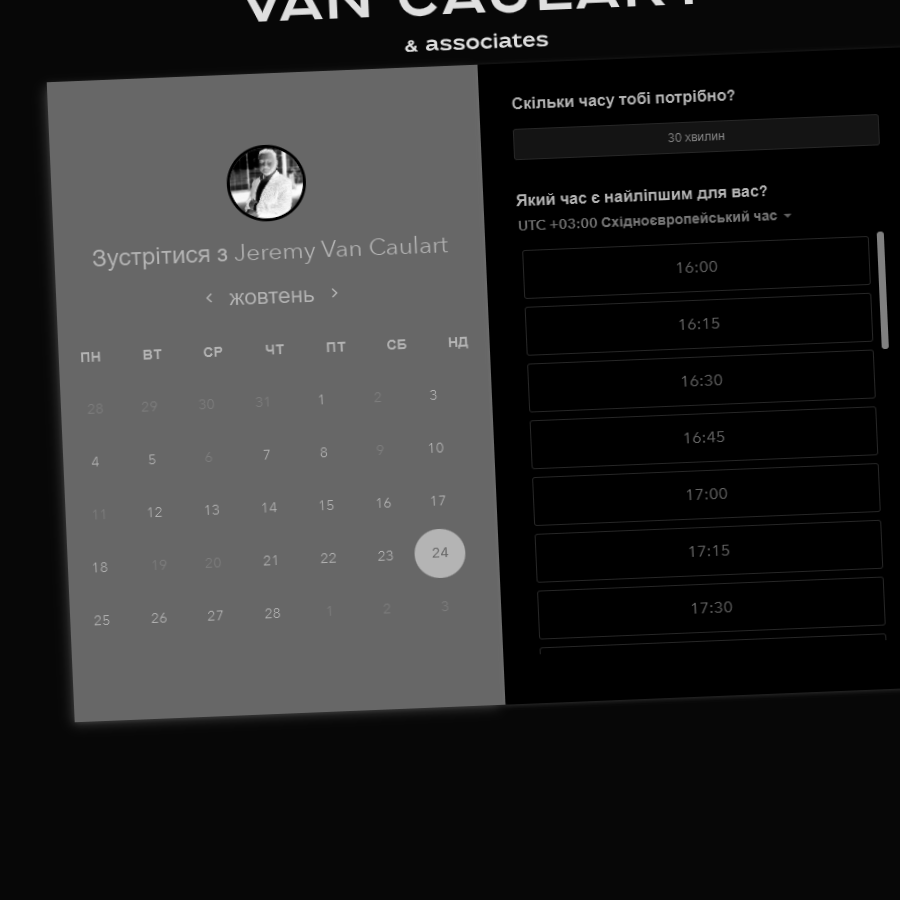 VAN CAULART
& associates
Зустрітися з Jeremy Van Caulart
‹ жовтень ›
ПН ВТ СР ЧТ ПТ СБ НД
28 29 30 31 1 2 3
4 5 6 7 8 9 10
11 12 13 14 15 16 17
18 19 20 21 22 23 24
25 26 27 28 1 2 3
Скільки часу тобі потрібно?
30 хвилин
Який час є найліпшим для вас?
UTC +03:00 Східноєвропейський час
16:00
16:15
16:30
16:45
17:00
17:15
17:30